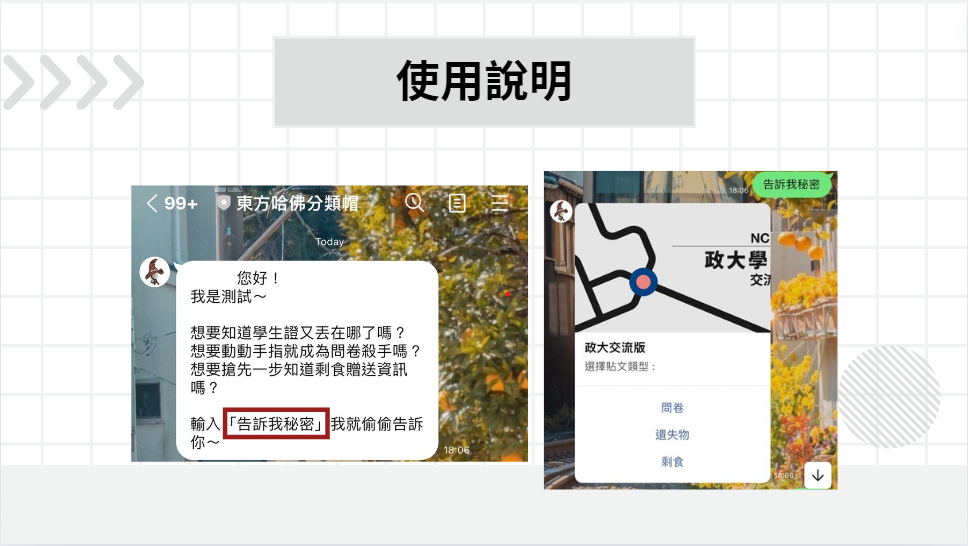 使用說明
99+
東方哈佛分類帽
Today
您好！
我是測試～
想要知道學生證又丟在哪了嗎？
想要動動手指就成為問卷殺手嗎？
想要搶先一步知道剩食贈送資訊
嗎？
輸入「告訴我秘密」我就偷偷告訴
你～
18:06
18:06
告訴我秘密
NC
政大學
交流
政大交流版
選擇貼文類型：
問卷
遺失物
剩食
18:06